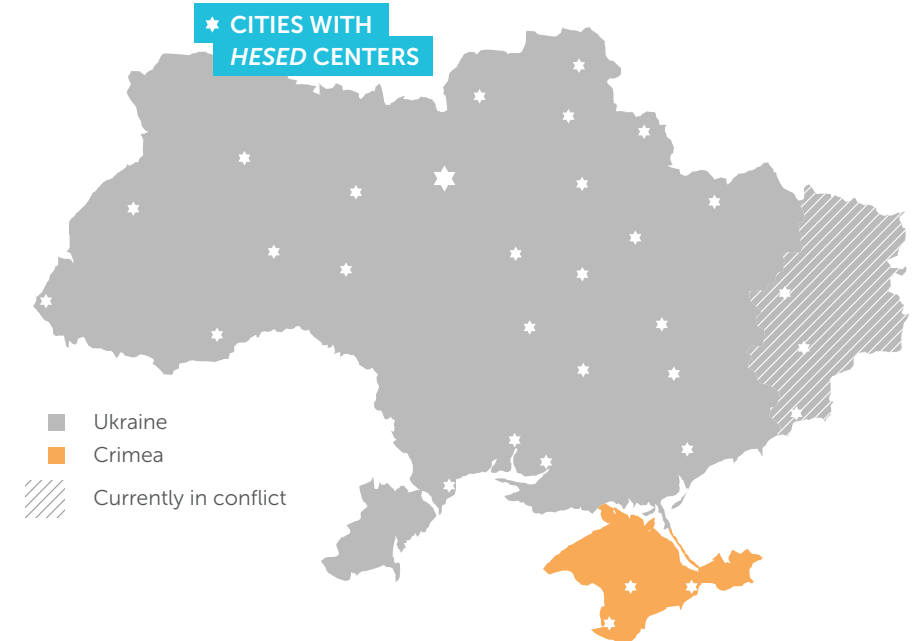 CITIES WITH
HESED CENTERS
Ukraine
Crimea
Currently in conflict